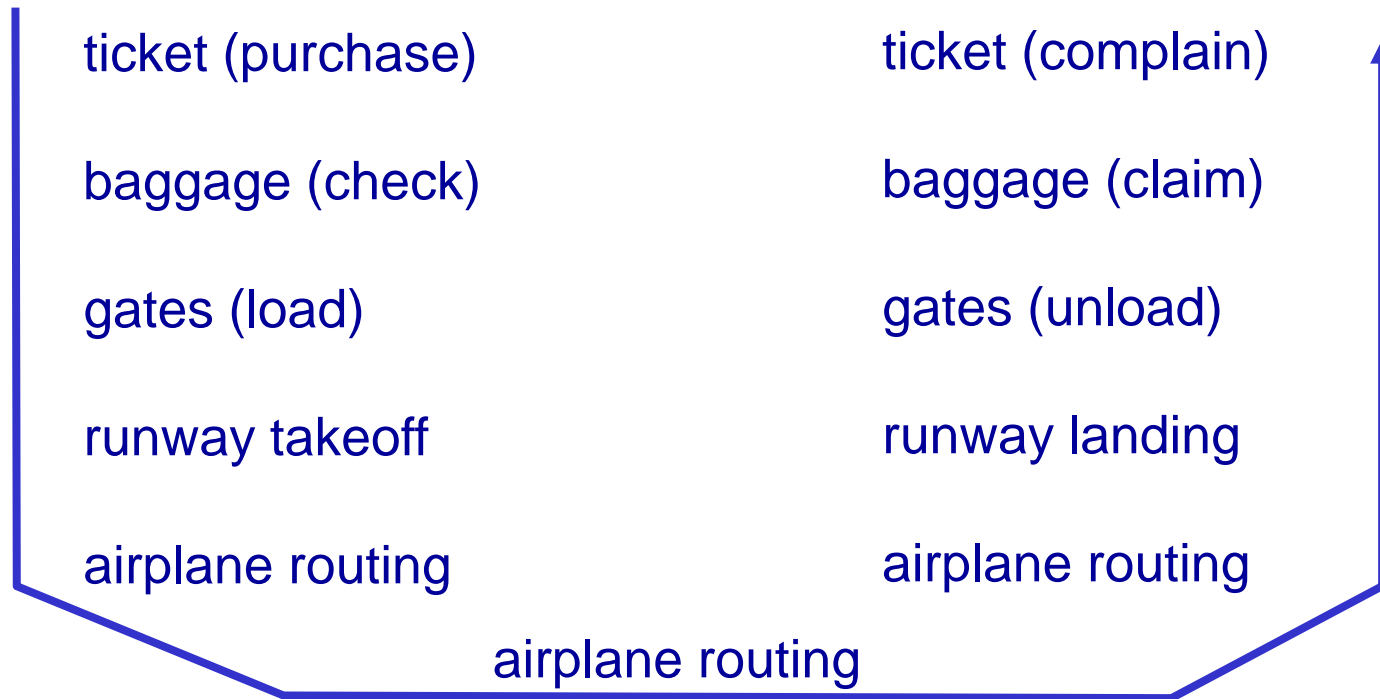 ticket (purchase)
baggage (check)
gates (load)
runway takeoff
airplane routing
ticket (complain)
baggage (claim)
gates (unload)
runway landing
airplane routing
airplane routing